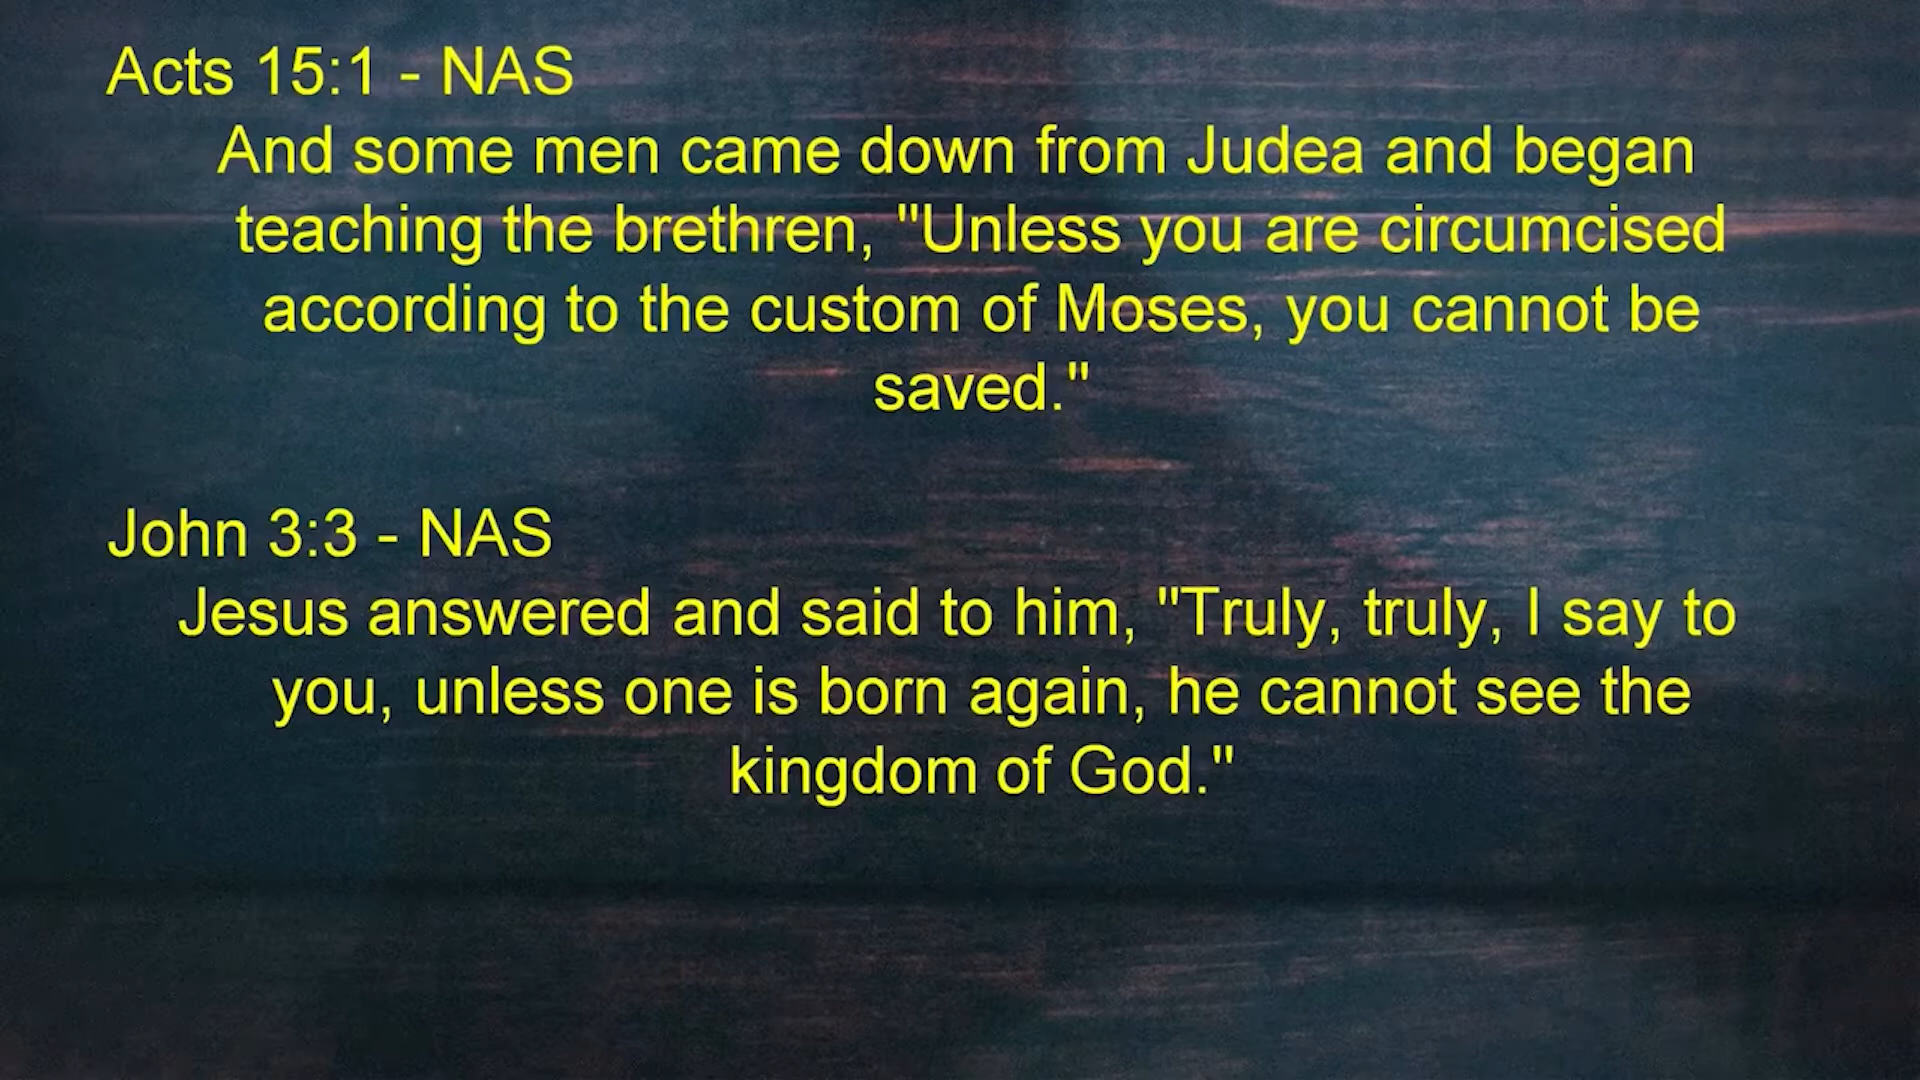 Acts 15:1 - NAS
And some men came down from Judea and began
teaching the brethren, "Unless you are circumcised
according to the custom of Moses, you cannot be
saved."
John 3:3 - NAS
Jesus answered and said to him, "Truly, truly, I say to
you, unless one is born again, he cannot see the
kingdom of God."